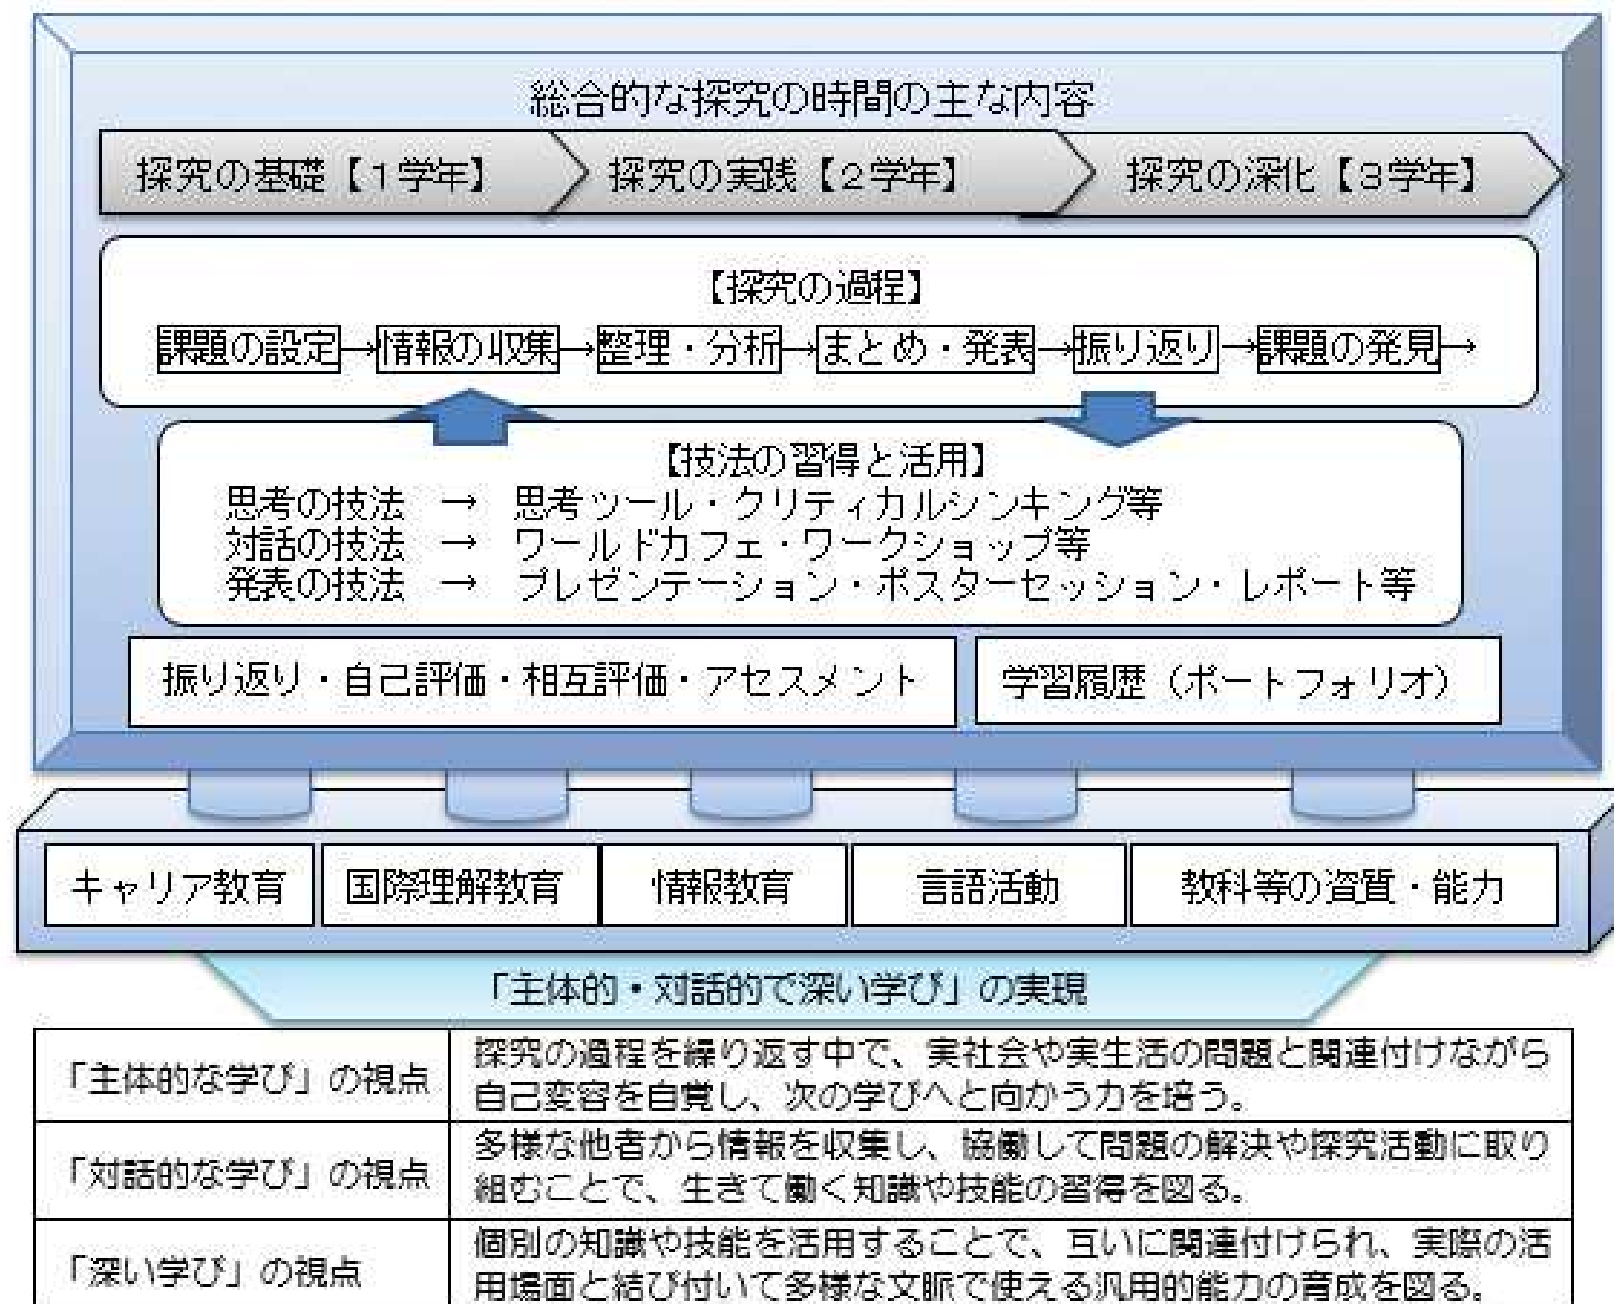 総合的な探究の時間の主な内容
探究の基礎【1学年】 探究の実践【2学年】 探究の深化【3学年】
【探究の過程】
課題の設定→情報の収集→整理・分析→まとめ・発表→振り返り→課題の発見→
【技法の習得と活用】
思考の技法 → 思考ツール・クリティカルシンキング等
対話の技法 → ワールドカフェ・ワークショップ等
発表の技法 → プレゼンテーション・ポスターセッション・レポート等
振り返り・自己評価・相互評価・アセスメント 学習履歴（ポートフォリオ）
キャリア教育 国際理解教育 情報教育 言語活動 教科等の資質・能力
「主体的・対話的で深い学び」の実現
「主体的な学び」の視点
探究の過程を繰り返す中で、実社会や実生活の問題と関連付けながら
自己変容を自覚し、次の学びへと向かう力を培う。
「対話的な学び」の視点
多様な他者から情報を収集し、協働して問題の解決や探究活動に取り
組むことで、生きて働く知識や技能の習得を図る。
「深い学び」の視点
個別の知識や技能を活用することで、互いに関連付けられ、実際の活
用場面と結び付いて多様な文脈で使える汎用的能力の育成を図る。